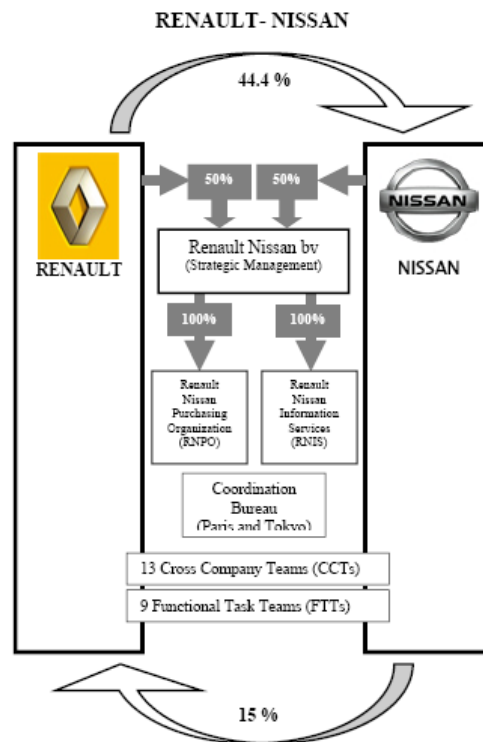 RENAULT- NISSAN
44.4 %
50%
50%
RENAULT
NISSAN
NISSAN
Renault Nissan bv
(Strategic Management)
100%
100%
Renault
Nissan
Purchasing
Organization
(RNPO)
Renault
Nissan
Information
Services
(RNIS)
Coordination
Bureau
(Paris and Tokyo)
13 Cross Company Teams (CCTs)
9 Functional Task Teams (FTTs)
15 %